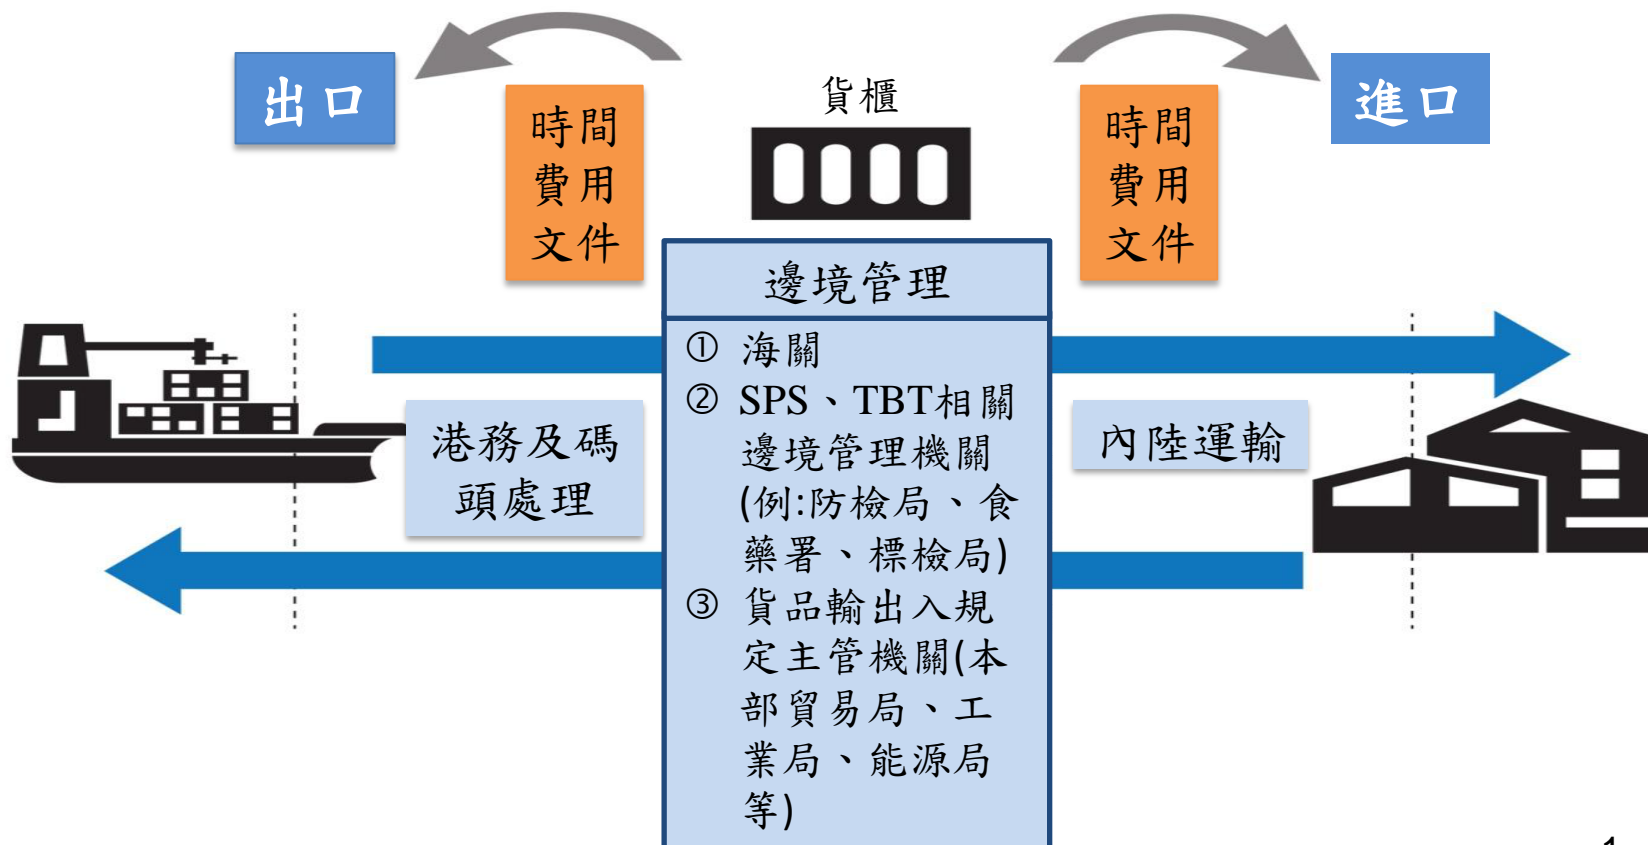 出口
時間
費用
文件
貨櫃
時間
費用
文件
進口
邊境管理
① 海關
② SPS、TBT相關
邊境管理機關
(例:防檢局、食
藥署、標檢局)
③ 貨品輸出入規
定主管機關(本
部貿易局、工
業局、能源局
等)
港務及碼
頭處理
內陸運輸